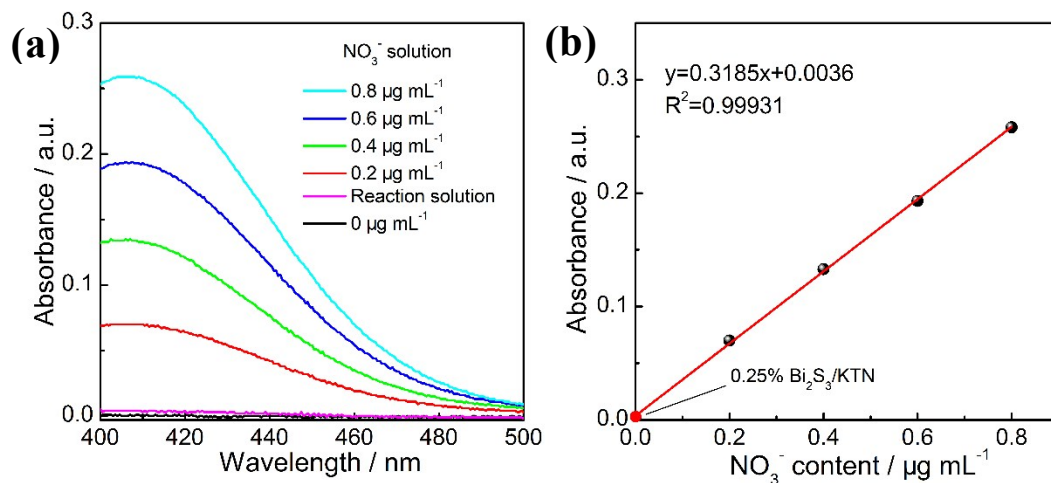 (a)
0.3
0.2
0.1
0.0
Absorbance / a.u.
NO₃⁻ solution
0.8 µg mL⁻¹
0.6 µg mL⁻¹
0.4 µg mL⁻¹
0.2 µg mL⁻¹
Reaction solution
0 µg mL⁻¹
400 420 440 460 480 500
Wavelength / nm
(b)
0.3
0.2
0.1
0.0
Absorbance / a.u.
y=0.3185x+0.0036
R²=0.99931
0.25% Bi₂S₃/KTN
0.0 0.2 0.4 0.6 0.8
NO₃⁻ content / µg mL⁻¹